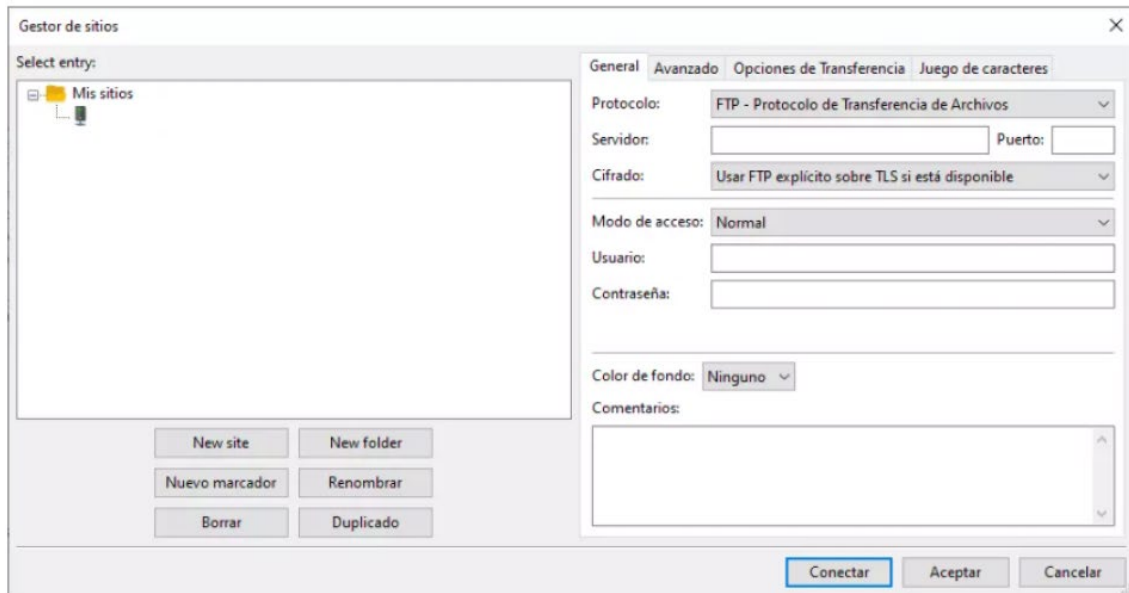 Gestor de sitios
Select entry:
Mis sitios
New site
New folder
Nuevo marcador
Renombrar
Borrar
Duplicado
General
Avanzado
Opciones de Transferencia
Juego de caracteres
Protocolo:
FTP - Protocolo de Transferencia de Archivos
Servidor:
Puerto:
Cifrado:
Usar FTP explícito sobre TLS si está disponible
Modo de acceso:
Normal
Usuario:
Contraseña:
Color de fondo:
Ninguno
Comentarios:
Conectar
Aceptar
Cancelar